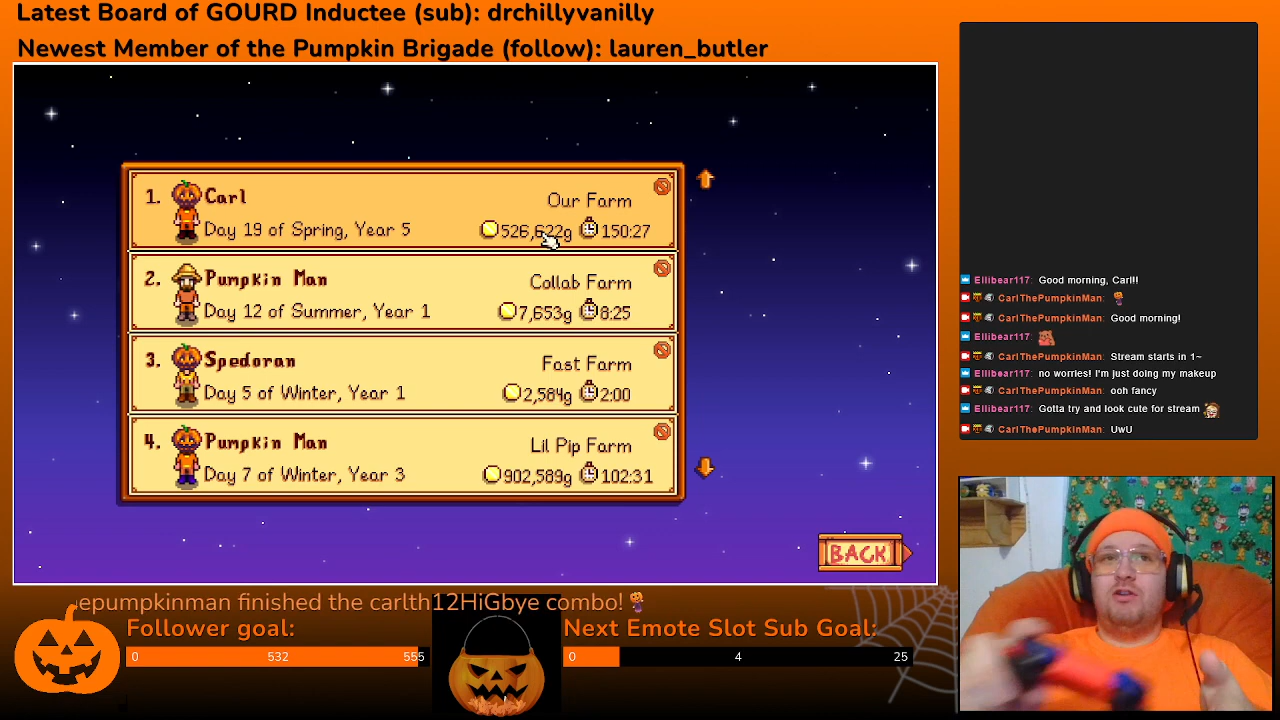 Latest Board of GOURD Inductee (sub): drchillyvanilly
Newest Member of the Pumpkin Brigade (follow): lauren_butler
1. Carl Our Farm
Day 19 of Spring, Year 5 526,622g 150:27
2. Pumpkin Man Collab Farm
Day 12 of Summer, Year 1 7,653g 8:25
3. Spedoran Fast Farm
Day 5 of Winter, Year 1 2,584g 2:00
4. Pumpkin Man Lil Pip Farm
Day 7 of Winter, Year 3 902,589g 102:31
BACK
Ellibear117: Good morning, Carl!!
CarlThePumpkinMan:
CarlThePumpkinMan: Good morning!
Ellibear117:
CarlThePumpkinMan: Stream starts in 1~
Ellibear117: no worries! I'm just doing my makeup
CarlThePumpkinMan: ooh fancy
Ellibear117: Gotta try and look cute for stream
CarlThePumpkinMan: UwU
epumpkinman finished the carlth12HiGbye combo!
Follower goal:
0 532 555
Next Emote Slot Sub Goal:
0 4 25